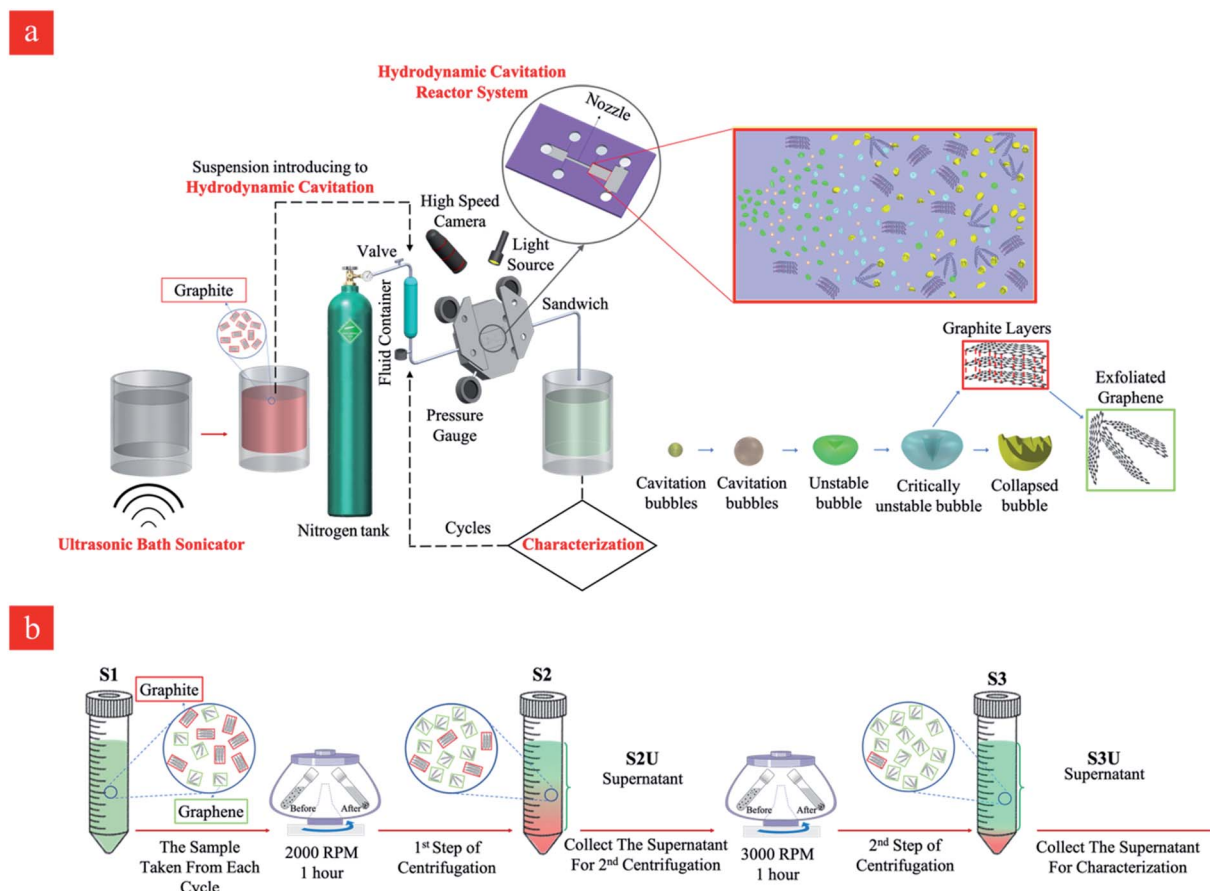 a
Hydrodynamic Cavitation
Reactor System
Nozzle
Suspension introducing to
Hydrodynamic Cavitation
High Speed
Camera
Light
Source
Valve
Graphite
Fluid Container
Sandwich
Pressure
Gauge
Nitrogen tank
Ultrasonic Bath Sonicator
Cycles
Characterization
Graphite Layers
Exfoliated
Graphene
Cavitation
bubbles
Cavitation
bubbles
Unstable
bubble
Critically
unstable bubble
Collapsed
bubble
b
S1
Graphite
Graphene
The Sample
Taken From Each
Cycle
Before
After
2000 RPM
1 hour
1st Step of
Centrifugation
S2
S2U
Supernatant
Collect The Supernatant
For 2nd Centrifugation
Before
After
3000 RPM
1 hour
2nd Step of
Centrifugation
S3
S3U
Supernatant
Collect The Supernatant
For Characterization